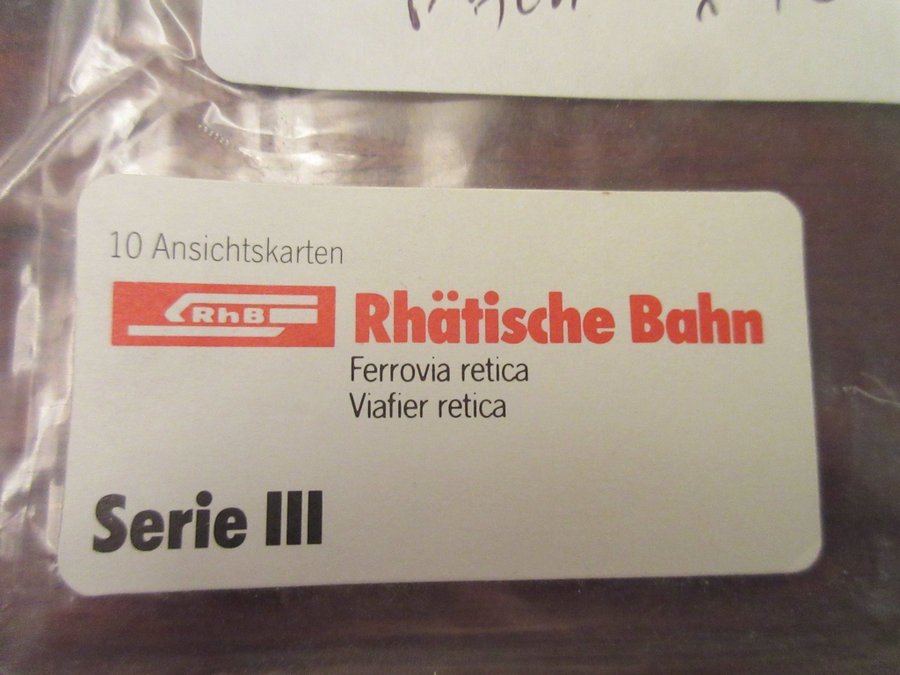 10 Ansichtskarten
RhB Rhätische Bahn
Ferrovia retica
Viafier retica
Serie III